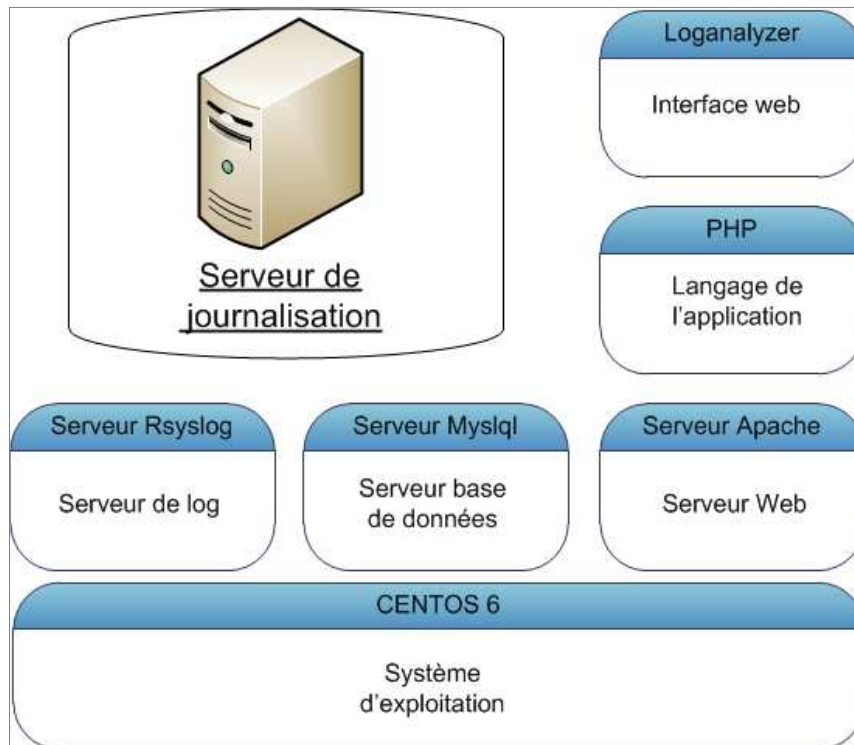 Loganalyzer
Interface web
Serveur de
journalisation
PHP
Langage de
l'application
Serveur Rsyslog
Serveur de log
Serveur Myslql
Serveur base
de données
Serveur Apache
Serveur Web
CENTOS 6
Système
d'exploitation